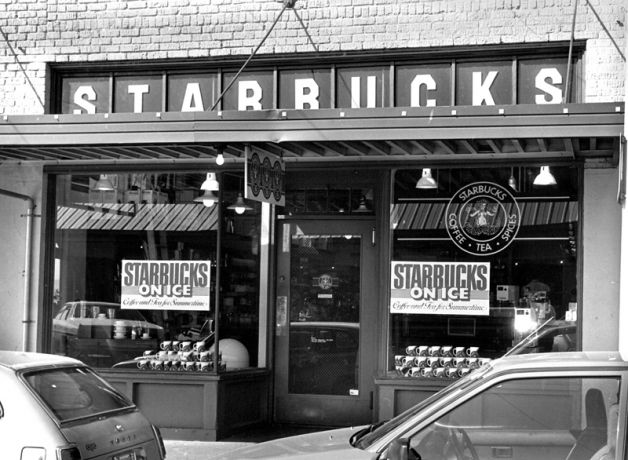 STARBUCKS
STARBUCKS
COFFEE · TEA · SPICES
STARBUCKS
ON ICE
Coffee and Tea for Summertime
STARBUCKS
ON ICE
Coffee and Tea for Summertime